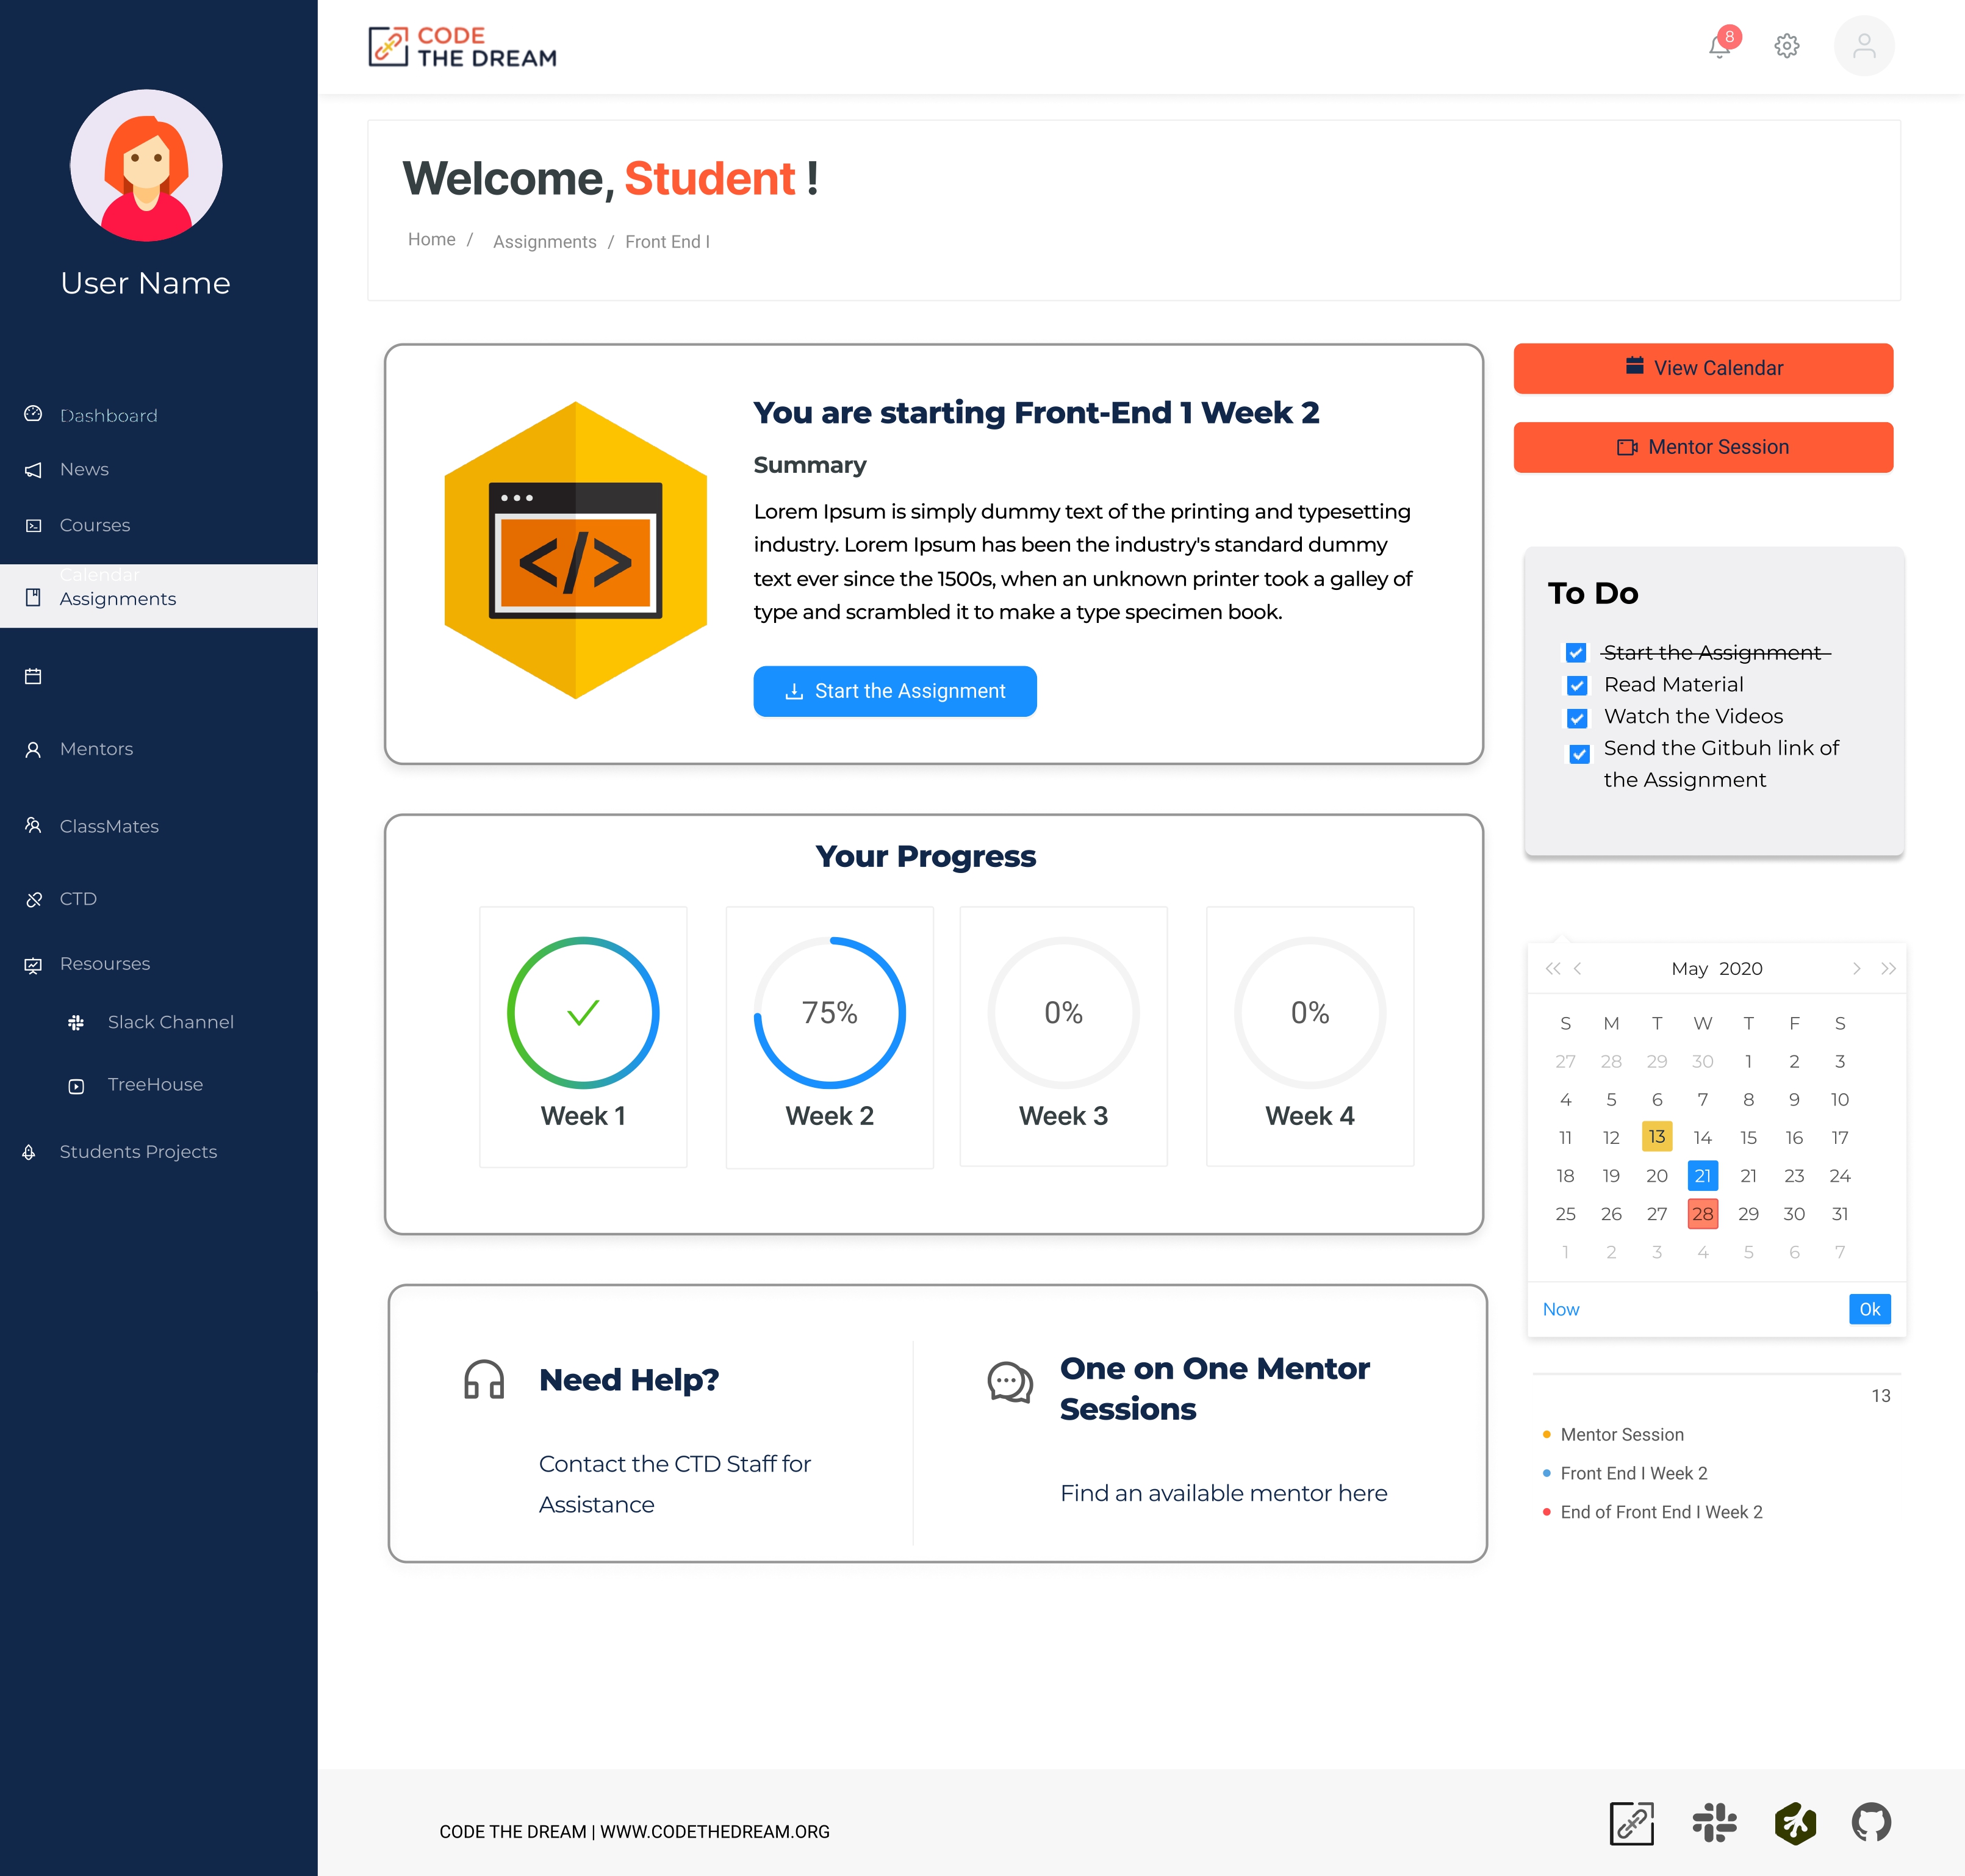 CODE
THE DREAM
8
User Name
Dashboard
News
Courses
Calendar
Assignments
Mentors
ClassMates
CTD
Resourses
Slack Channel
TreeHouse
Students Projects
Welcome, Student !
Home / Assignments / Front End I
You are starting Front-End 1 Week 2
Summary
Lorem Ipsum is simply dummy text of the printing and typesetting
industry. Lorem Ipsum has been the industry's standard dummy
text ever since the 1500s, when an unknown printer took a galley of
type and scrambled it to make a type specimen book.
</>
Start the Assignment
View Calendar
Mentor Session
To Do
Start the Assignment
Read Material
Watch the Videos
Send the Gitbuh link of
the Assignment
Your Progress
75% 0% 0%
Week 1 Week 2 Week 3 Week 4
May 2020
S M T W T F S
27 28 29 30 1 2 3
4 5 6 7 8 9 10
11 12 13 14 15 16 17
18 19 20 21 21 23 24
25 26 27 28 29 30 31
1 2 3 4 5 6 7
Now Ok
13
Mentor Session
Front End I Week 2
End of Front End I Week 2
Need Help?
Contact the CTD Staff for
Assistance
One on One Mentor
Sessions
Find an available mentor here
CODE THE DREAM | WWW.CODETHEDREAM.ORG